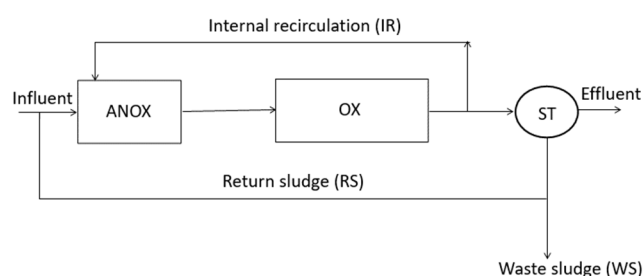 Internal recirculation (IR)
Influent
ANOX
OX
ST
Effluent
Return sludge (RS)
Waste sludge (WS)